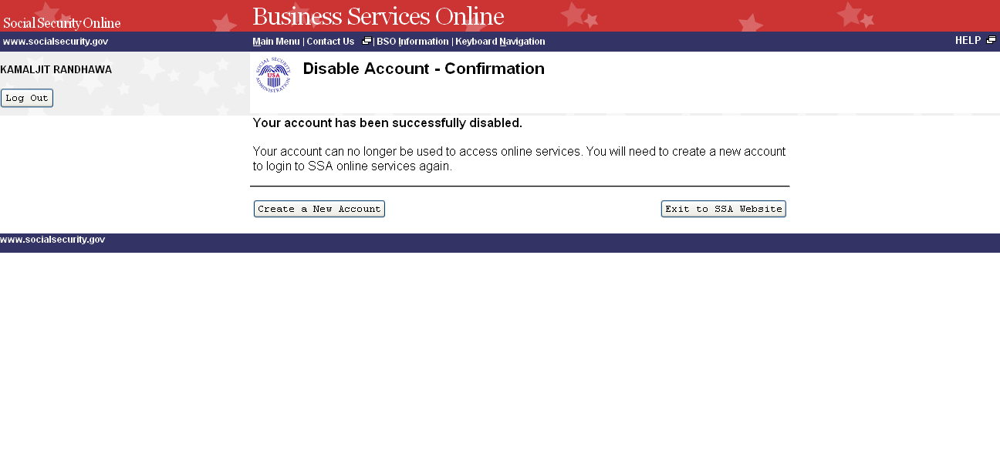 Social Security Online
Business Services Online
www.socialsecurity.gov
Main Menu | Contact Us | BSO Information | Keyboard Navigation
HELP
KAMALJIT RANDHAWA
Log Out
SOCIAL SECURITY ADMINISTRATION
USA
Disable Account - Confirmation
Your account has been successfully disabled.
Your account can no longer be used to access online services. You will need to create a new account
to login to SSA online services again.
Create a New Account
Exit to SSA Website
www.socialsecurity.gov